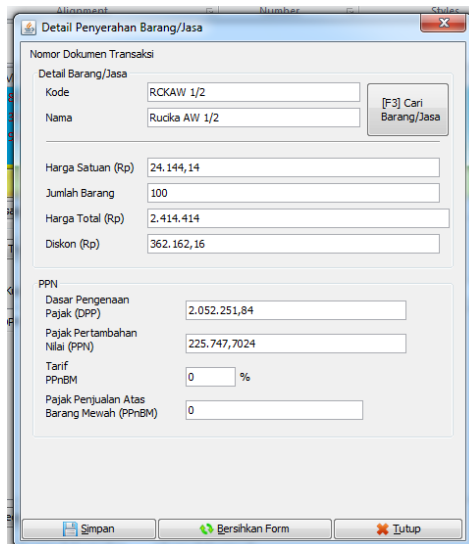 Alignment Number Styles
Detail Penyerahan Barang/Jasa
Nomor Dokumen Transaksi
Detail Barang/Jasa
Kode RCKAW 1/2
Nama Rucika AW 1/2
[F3] Cari
Barang/Jasa
Harga Satuan (Rp) 24.144,14
Jumlah Barang 100
Harga Total (Rp) 2.414.414
Diskon (Rp) 362.162,16
PPN
Dasar Pengenaan
Pajak (DPP) 2.052.251,84
Pajak Pertambahan
Nilai (PPN) 225.747,7024
Tarif
PPnBM 0 %
Pajak Penjualan Atas
Barang Mewah (PPnBM) 0
Simpan Bersihkan Form Tutup